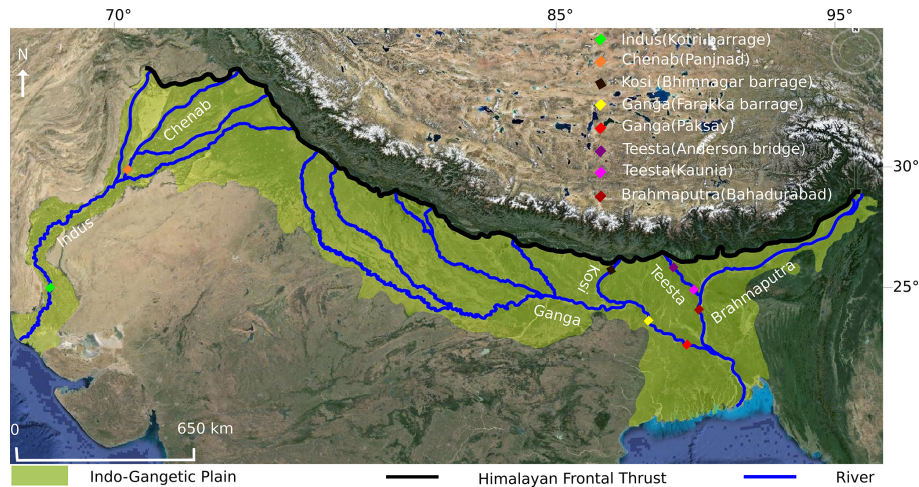 70°
85°
95°
N
N
Indus(Kotri barrage)
Chenab(Panjnad)
Kosi (Bhimnagar barrage)
Ganga(Farakka barrage)
Ganga(Paksay)
Teesta(Anderson bridge)
Teesta(Kaunia)
Brahmaputra(Bahadurabad)
30°
25°
Chenab
Indus
Kosi
Teesta
Brahmaputra
Ganga
0
650 km
Indo-Gangetic Plain
Himalayan Frontal Thrust
River